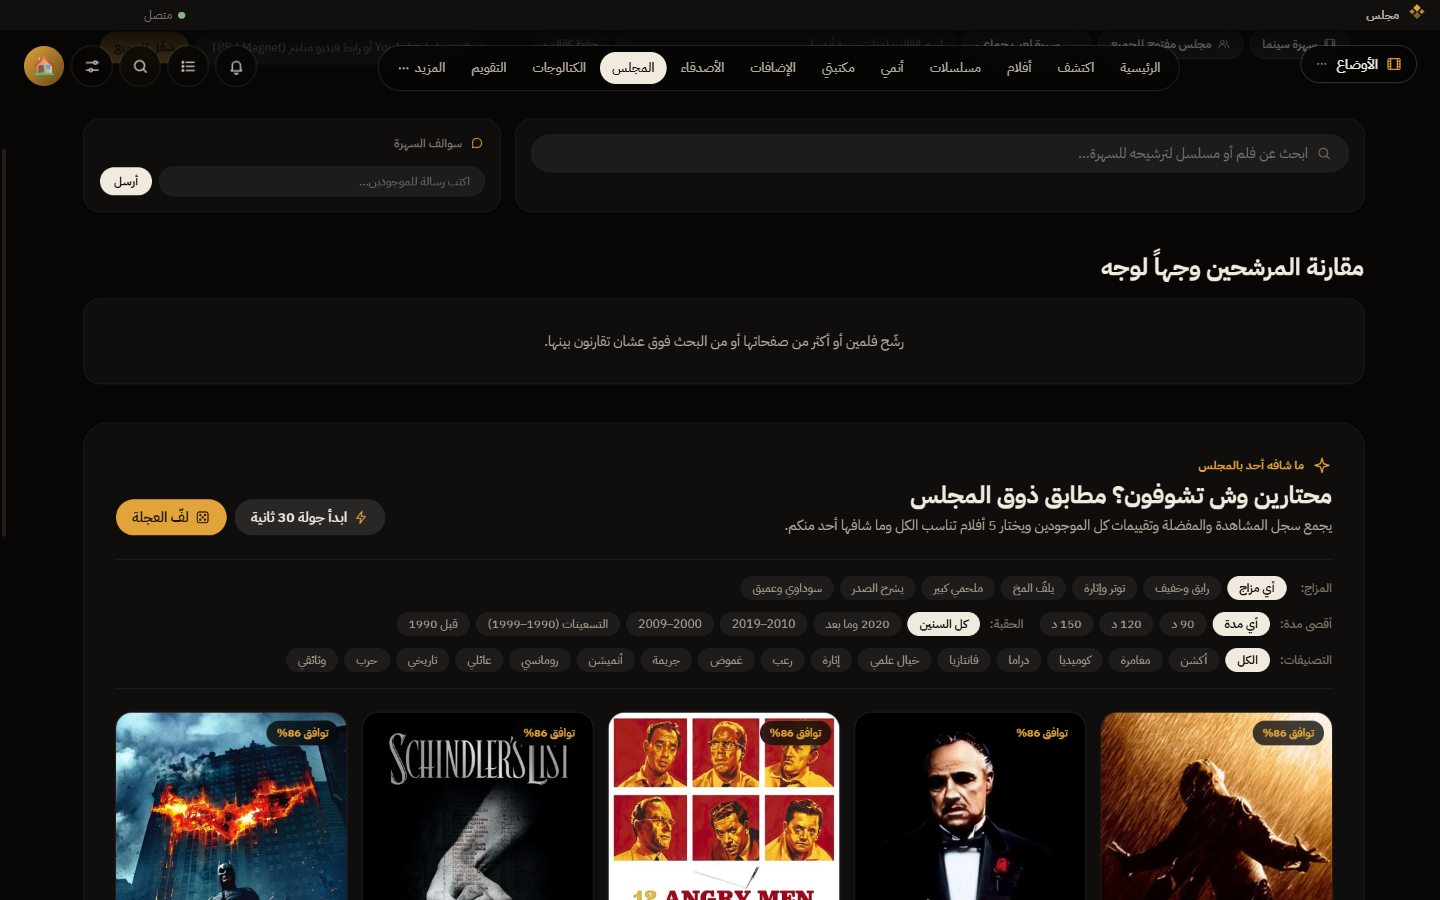 مجلس
متصل
سهرة سينما
مجلس مفتوح للجميع
الأوضاع
الرئيسية
اكتشف
أفلام
مسلسلات
أنمي
مكتبتي
الإضافات
الأصدقاء
المجلس
الكتالوجات
التقويم
المزيد
ابحث عن فلم أو مسلسل لترشيحه للسهرة...
سوالف السهرة
اكتب رسالة للموجودين...
أرسل
مقارنة المرشحين وجهاً لوجه
رشّح فلمين أو أكثر من صفحاتها أو من البحث فوق عشان تقارنون بينها.
ما شافه أحد بالمجلس
محتارين وش تشوفون؟ مطابق ذوق المجلس
يجمع سجل المشاهدة والمفضلة وتقييمات كل الموجودين ويختار 5 أفلام تناسب الكل وما شافها أحد منكم.
ابدأ جولة 30 ثانية
لفّ العجلة
المزاج: أي مزاج رايق وخفيف توتر وإثارة يلفّ المخ ملحمي كبير يشرح الصدر سوداوي وعميق
أقصى مدة: أي مدة 90 د 120 د 150 د الحقبة: كل السنين 2020 وما بعد 2010–2019 2000–2009 التسعينات (1990–1999) قبل 1990
التصنيفات: الكل أكشن مغامرة كوميديا دراما فانتازيا خيال علمي إثارة رعب غموض جريمة أنميشن رومانسي عائلي تاريخي حرب وثائقي
توافق 86%
توافق 86%
توافق 86%
12 ANGRY MEN
توافق 86%
SCHINDLER'S LIST
توافق 86%